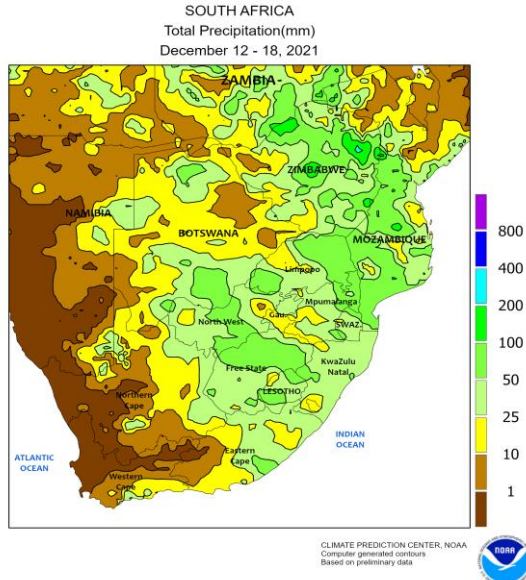 SOUTH AFRICA
Total Precipitation(mm)
December 12 - 18, 2021
ZAMBIA
ZIMBABWE
NAMIBIA
BOTSWANA
MOZAMBIQUE
Limpopo
Mpumalanga
Gau.
North West
SWAZ.
Free State
KwaZulu
Natal
LESOTHO
Northern
Cape
Eastern
Cape
Western
Cape
ATLANTIC
OCEAN
INDIAN
OCEAN
800
400
200
100
50
25
10
1
CLIMATE PREDICTION CENTER, NOAA
Computer generated contours
Based on preliminary data
NOAA